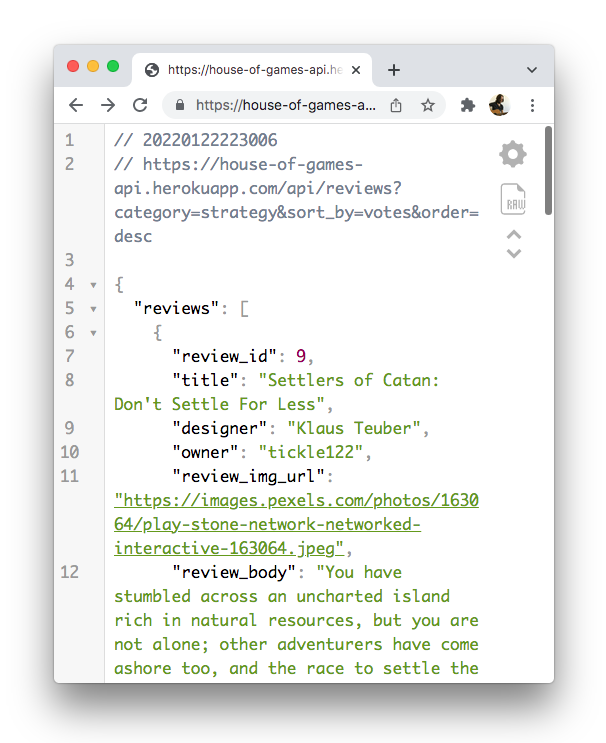 https://house-of-games-api.he
https://house-of-games-a...
1 // 20220122223006
2 // https://house-of-games-
api.herokuapp.com/api/reviews?
category=strategy&sort_by=votes&order=
desc
3
4 {
5 "reviews": [
6 {
7 "review_id": 9,
8 "title": "Settlers of Catan:
Don't Settle For Less",
9 "designer": "Klaus Teuber",
10 "owner": "tickle122",
11 "review_img_url":
"https://images.pexels.com/photos/1630
64/play-stone-network-networked-
interactive-163064.jpeg",
12 "review_body": "You have
stumbled across an uncharted island
rich in natural resources, but you are
not alone; other adventurers have come
ashore too, and the race to settle the
RAW